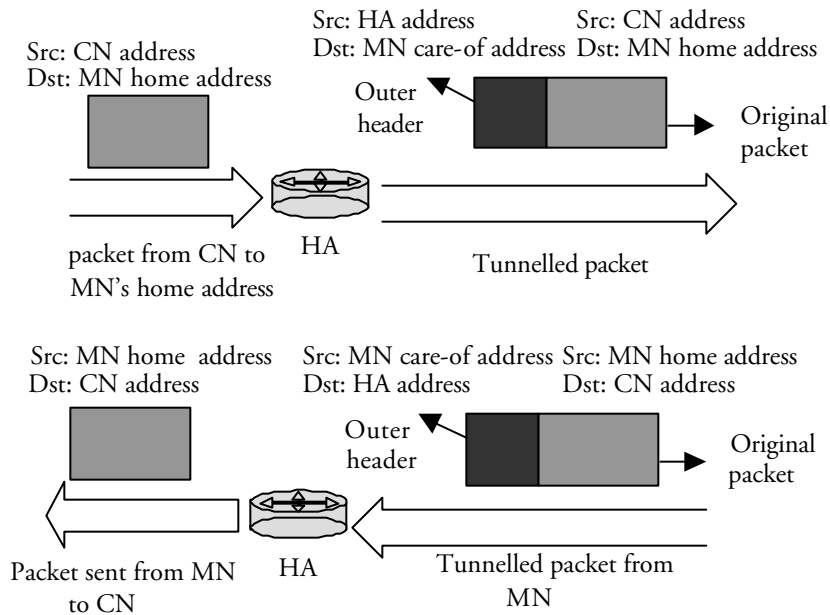 Src: CN address
Dst: MN home address
Src: HA address
Dst: MN care-of address
Src: CN address
Dst: MN home address
Outer
header
Original
packet
HA
packet from CN to
MN's home address
Tunnelled packet
Src: MN home address
Dst: CN address
Src: MN care-of address
Dst: HA address
Src: MN home address
Dst: CN address
Outer
header
Original
packet
HA
Packet sent from MN
to CN
Tunnelled packet from
MN